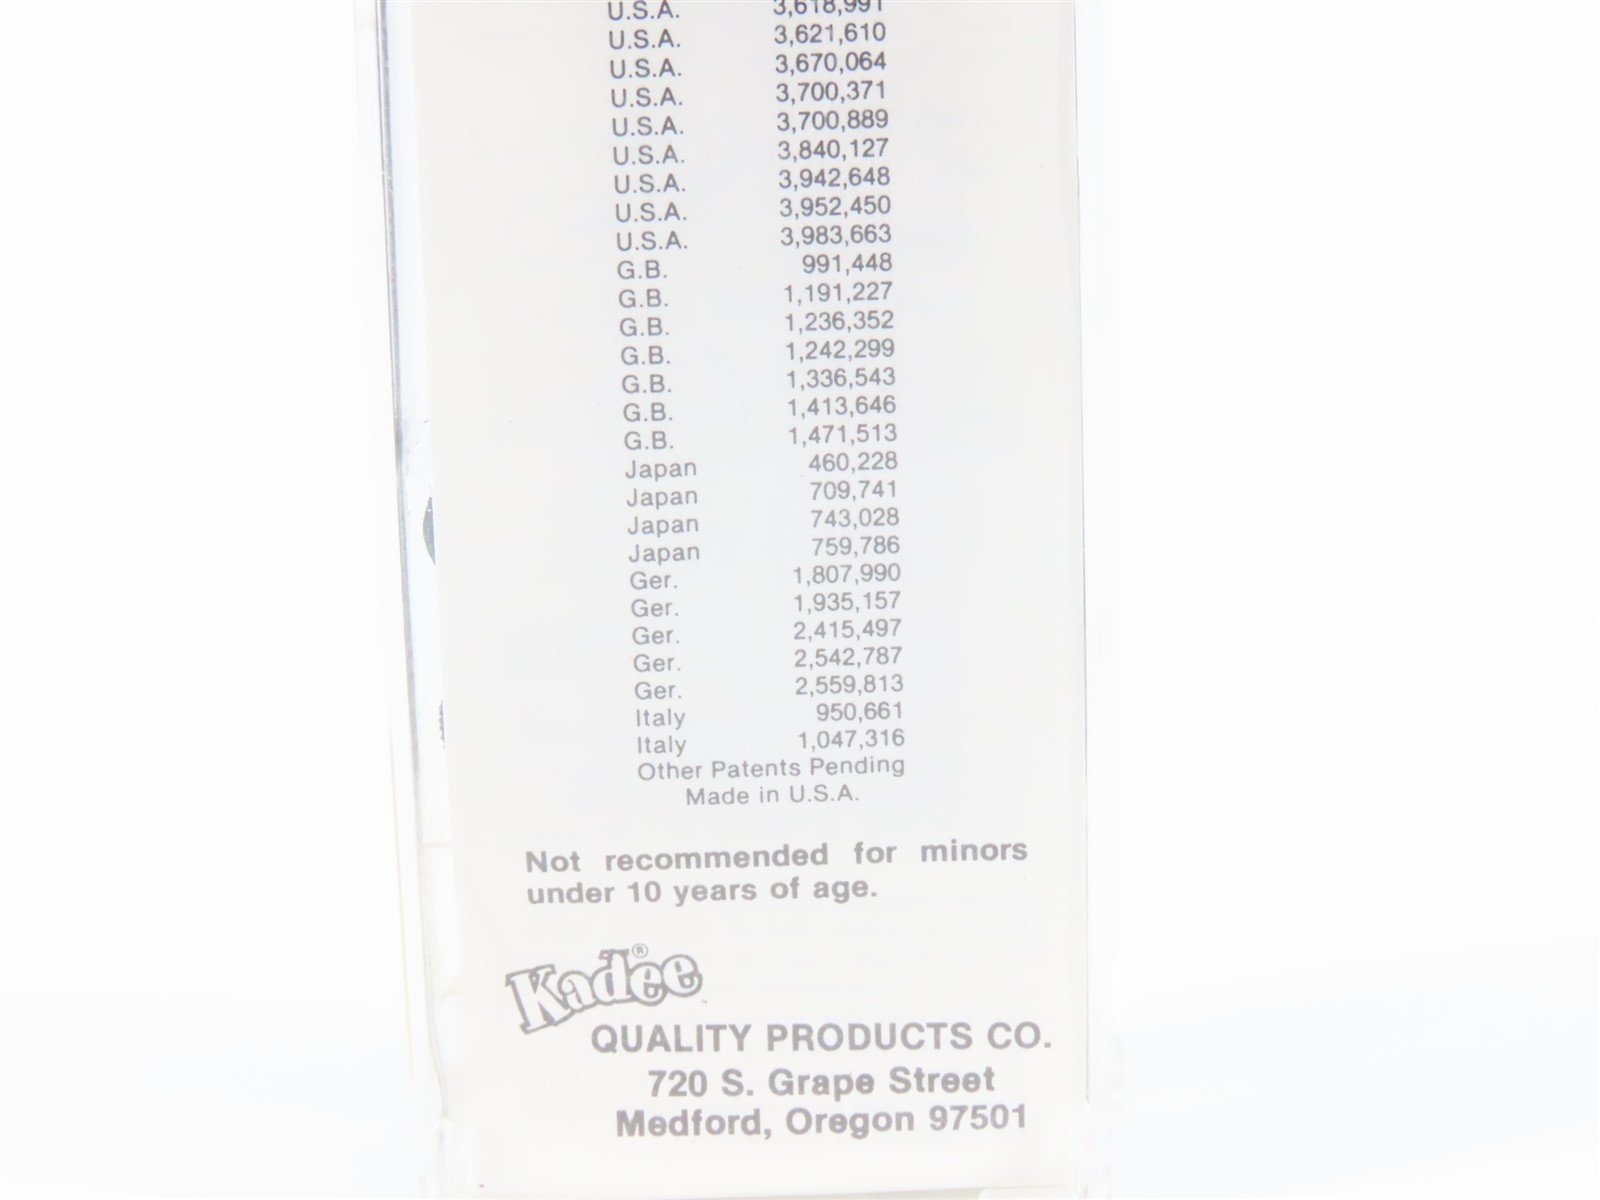 U.S.A. 3,618,991
U.S.A. 3,621,610
U.S.A. 3,670,064
U.S.A. 3,700,371
U.S.A. 3,700,889
U.S.A. 3,840,127
U.S.A. 3,942,648
U.S.A. 3,952,450
U.S.A. 3,983,663
G.B. 991,448
G.B. 1,191,227
G.B. 1,236,352
G.B. 1,242,299
G.B. 1,336,543
G.B. 1,413,646
G.B. 1,471,513
Japan 460,228
Japan 709,741
Japan 743,028
Japan 759,786
Ger. 1,807,990
Ger. 1,935,157
Ger. 2,415,497
Ger. 2,542,787
Ger. 2,559,813
Italy 950,661
Italy 1,047,316
Other Patents Pending
Made in U.S.A.
Not recommended for minors
under 10 years of age.
Kadee®
QUALITY PRODUCTS CO.
720 S. Grape Street
Medford, Oregon 97501